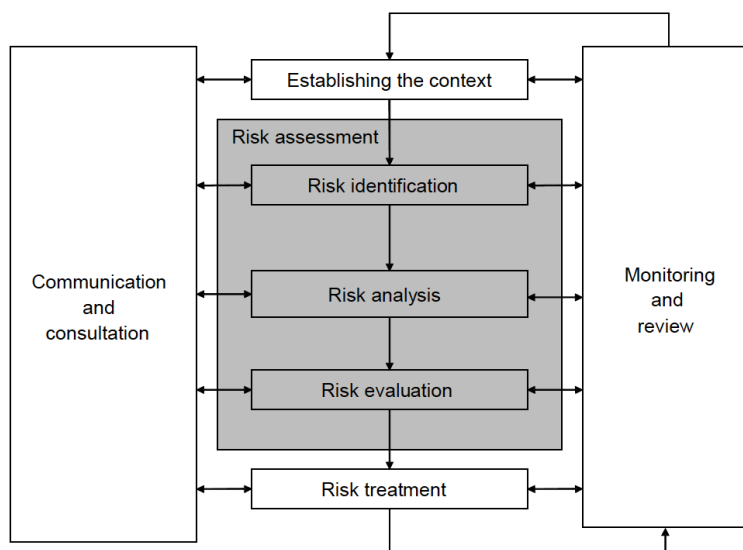 Establishing the context
Risk assessment
Risk identification
Communication
and
consultation
Risk analysis
Monitoring
and
review
Risk evaluation
Risk treatment